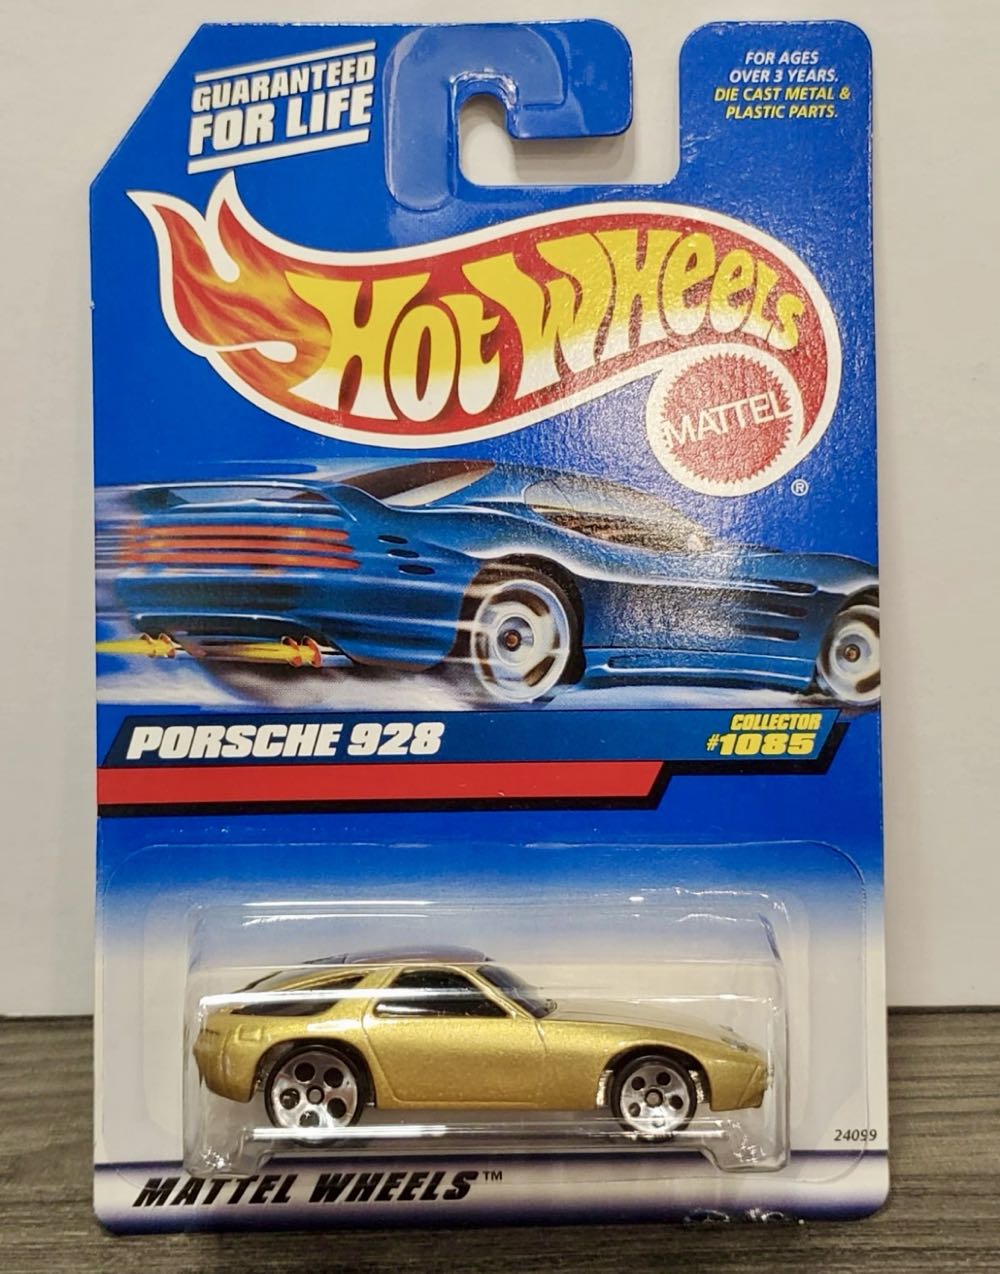 GUARANTEED
FOR LIFE
FOR AGES
OVER 3 YEARS.
DIE CAST METAL &
PLASTIC PARTS.
HOT WHEELS
MATTEL
®
PORSCHE 928
COLLECTOR
#1085
24099
MATTEL WHEELS™